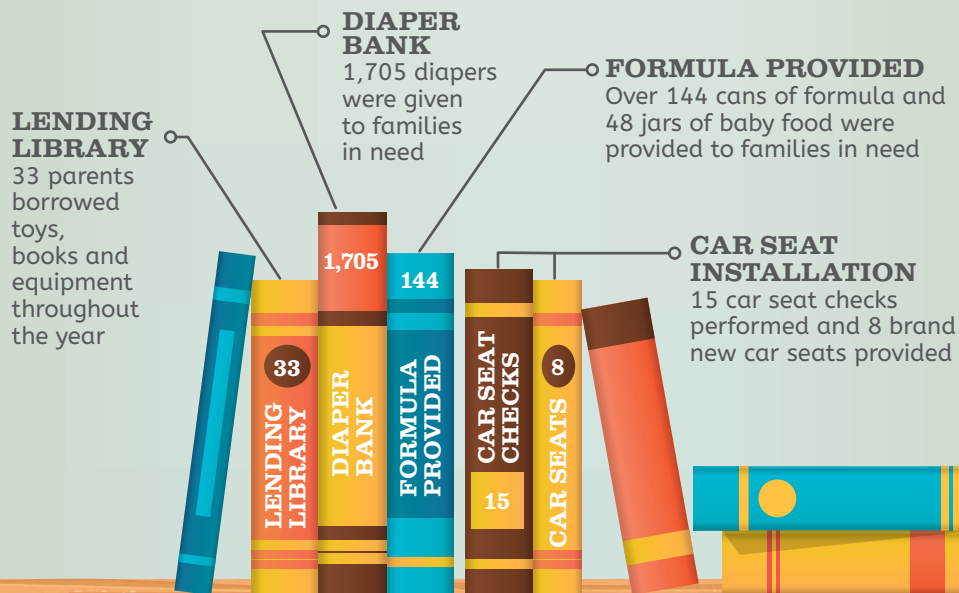 DIAPER
BANK
1,705 diapers
were given
to families
in need
FORMULA PROVIDED
Over 144 cans of formula and
48 jars of baby food were
provided to families in need
LENDING
LIBRARY
33 parents
borrowed
toys,
books and
equipment
throughout
the year
CAR SEAT
INSTALLATION
15 car seat checks
performed and 8 brand
new car seats provided
33
LENDING
LIBRARY
1,705
DIAPER
BANK
144
FORMULA
PROVIDED
CAR SEAT
CHECKS
15
8
CAR SEATS